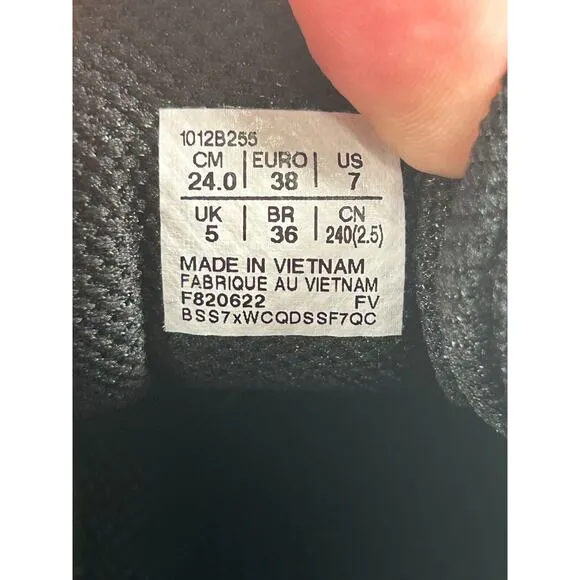 1012B255
CM | EURO | US
24.0 | 38 | 7
UK | BR | CN
5 | 36 | 240(2.5)
MADE IN VIETNAM
FABRIQUE AU VIETNAM
F820622 FV
BSS7xWCQDSSF7QC